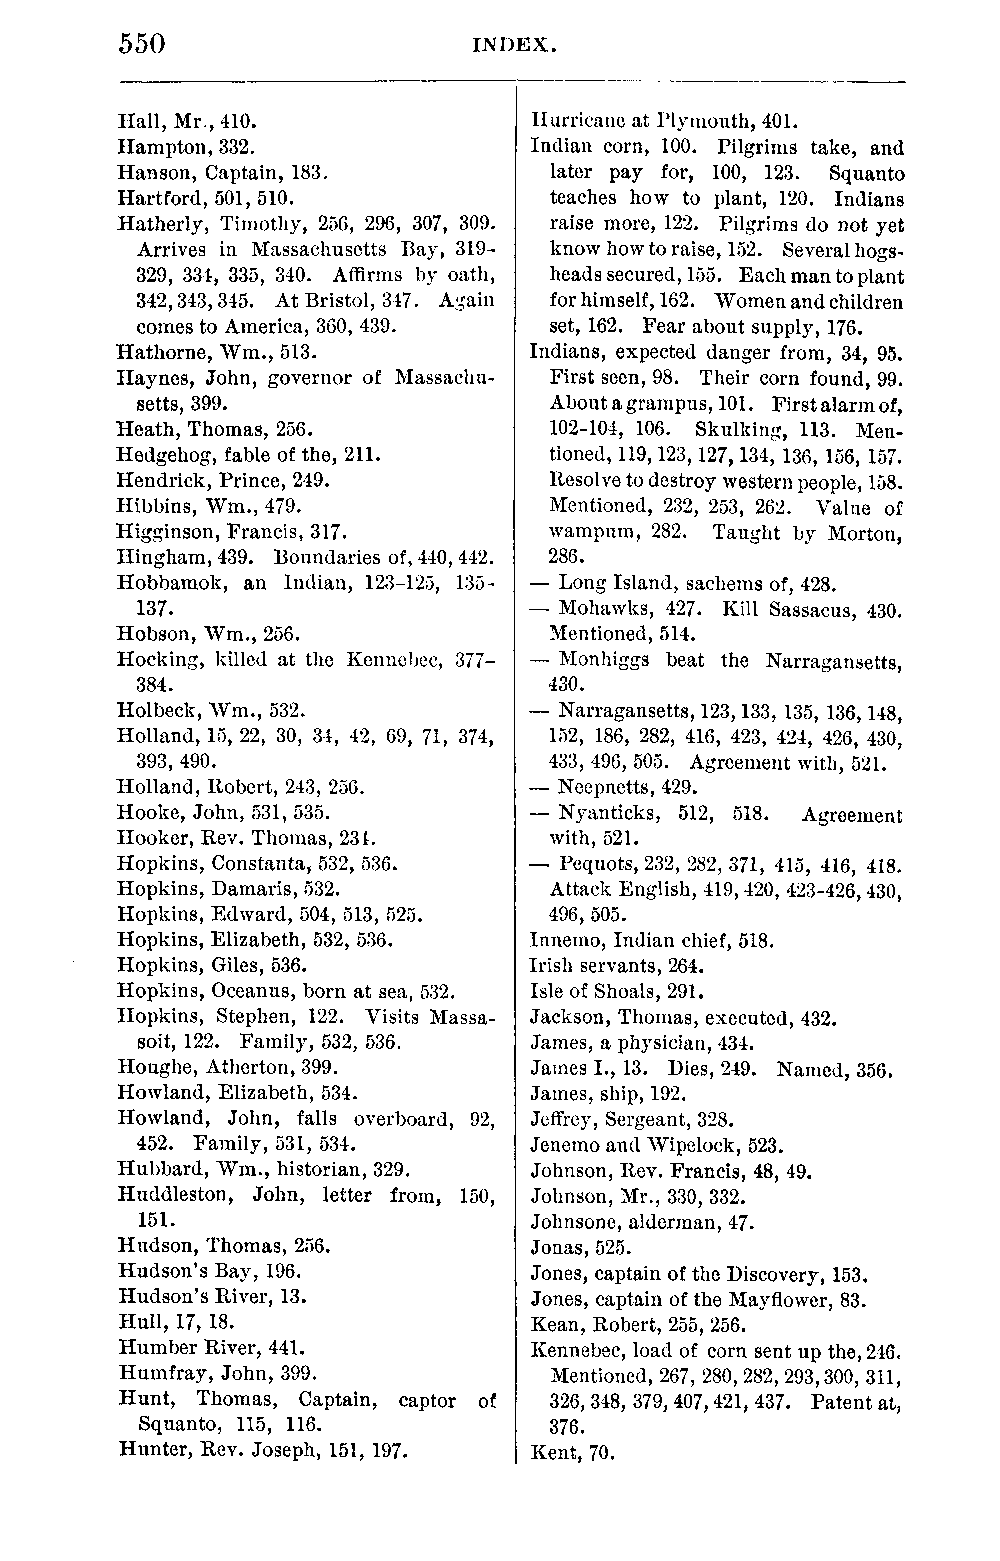 550
INDEX.
Hall, Mr., 410.
Hampton, 332.
Hanson, Captain, 183.
Hartford, 501, 510.
Hatherly, Timothy, 256, 296, 307, 309.
Arrives in Massachusetts Bay, 319-
329, 334, 335, 340. Affirms by oath,
342, 343, 345. At Bristol, 347. Again
comes to America, 360, 439.
Hathorne, Wm., 513.
Haynes, John, governor of Massachu-
setts, 399.
Heath, Thomas, 256.
Hedgehog, fable of the, 211.
Hendrick, Prince, 249.
Hibbins, Wm., 479.
Higginson, Francis, 317.
Hingham, 439. Boundaries of, 440, 442.
Hobbamok, an Indian, 123-125, 135-
137.
Hobson, Wm., 256.
Hocking, killed at the Kennebec, 377-
384.
Holbeck, Wm., 532.
Holland, 15, 22, 30, 34, 42, 69, 71, 374,
393, 490.
Holland, Robert, 243, 256.
Hooke, John, 531, 535.
Hooker, Rev. Thomas, 231.
Hopkins, Constanta, 532, 536.
Hopkins, Damaris, 532.
Hopkins, Edward, 504, 513, 525.
Hopkins, Elizabeth, 532, 536.
Hopkins, Giles, 536.
Hopkins, Oceanus, born at sea, 532.
Hopkins, Stephen, 122. Visits Massa-
soit, 122. Family, 532, 536.
Houghe, Atherton, 399.
Howland, Elizabeth, 534.
Howland, John, falls overboard, 92,
452. Family, 531, 534.
Hubbard, Wm., historian, 329.
Huddleston, John, letter from, 150,
151.
Hudson, Thomas, 256.
Hudson's Bay, 196.
Hudson's River, 13.
Hull, 17, 18.
Humber River, 441.
Humfray, John, 399.
Hunt, Thomas, Captain, captor of
Squanto, 115, 116.
Hunter, Rev. Joseph, 151, 197.
Hurricane at Plymouth, 401.
Indian corn, 100. Pilgrims take, and
later pay for, 100, 123. Squanto
teaches how to plant, 120. Indians
raise more, 122. Pilgrims do not yet
know how to raise, 152. Several hogs-
heads secured, 155. Each man to plant
for himself, 162. Women and children
set, 162. Fear about supply, 176.
Indians, expected danger from, 34, 95.
First seen, 98. Their corn found, 99.
About a grampus, 101. First alarm of,
102-104, 106. Skulking, 113. Men-
tioned, 119, 123, 127, 134, 136, 156, 157.
Resolve to destroy western people, 158.
Mentioned, 232, 253, 262. Value of
wampum, 282. Taught by Morton,
286.
— Long Island, sachems of, 428.
— Mohawks, 427. Kill Sassacus, 430.
Mentioned, 514.
— Monhiggs beat the Narragansetts,
430.
— Narragansetts, 123, 133, 135, 136, 148,
152, 186, 282, 416, 423, 424, 426, 430,
433, 496, 505. Agreement with, 521.
— Neepnetts, 429.
— Nyanticks, 512, 518. Agreement
with, 521.
— Pequots, 232, 282, 371, 415, 416, 418.
Attack English, 419, 420, 423-426, 430,
496, 505.
Innemo, Indian chief, 518.
Irish servants, 264.
Isle of Shoals, 291.
Jackson, Thomas, executed, 432.
James, a physician, 434.
James I., 13. Dies, 249. Named, 356.
James, ship, 192.
Jeffrey, Sergeant, 328.
Jenemo and Wipelock, 523.
Johnson, Rev. Francis, 48, 49.
Johnson, Mr., 330, 332.
Johnsone, alderman, 47.
Jonas, 525.
Jones, captain of the Discovery, 153.
Jones, captain of the Mayflower, 83.
Kean, Robert, 255, 256.
Kennebec, load of corn sent up the, 246.
Mentioned, 267, 280, 282, 293, 300, 311,
326, 348, 379, 407, 421, 437. Patent at,
376.
Kent, 70.